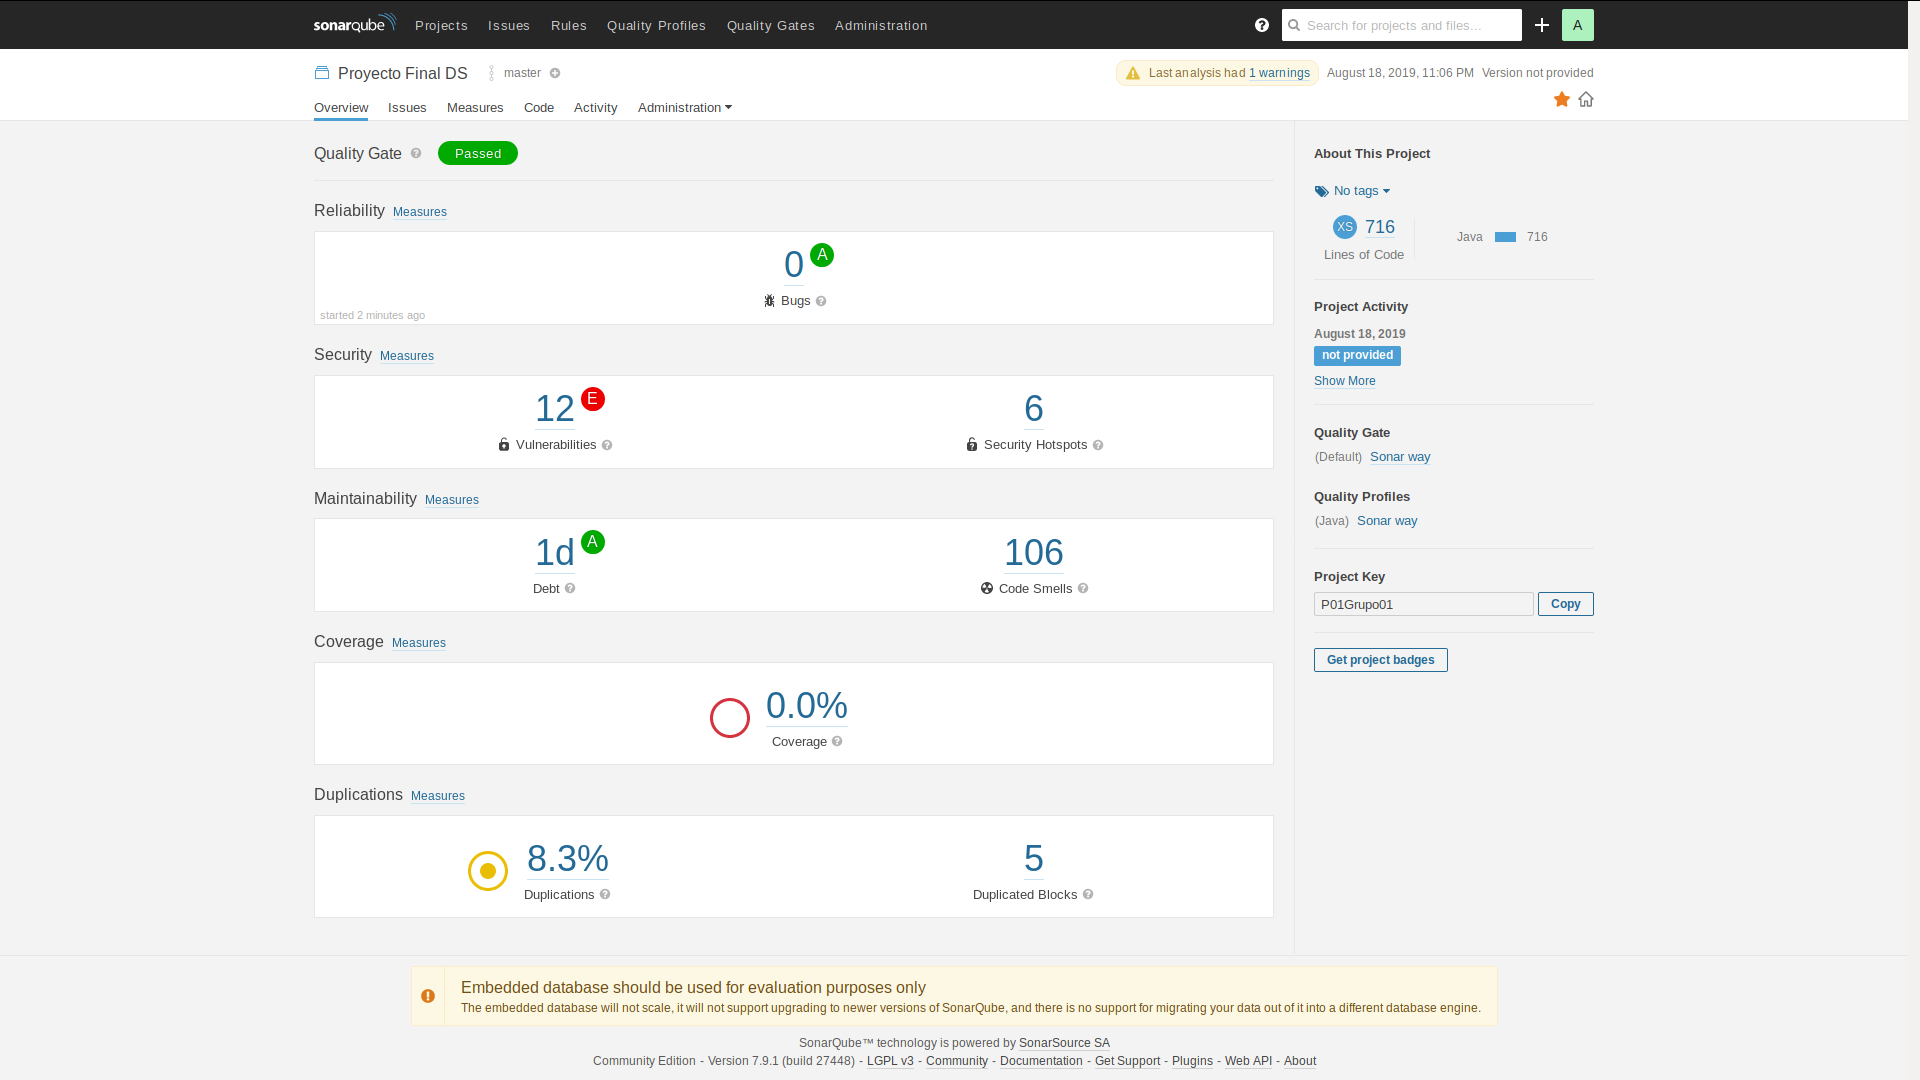 sonarqube Projects Issues Rules Quality Profiles Quality Gates Administration Search for projects and files... A
Proyecto Final DS master Last analysis had 1 warnings August 18, 2019, 11:06 PM Version not provided
Overview Issues Measures Code Activity Administration
Quality Gate Passed
Reliability Measures
0 A
Bugs
started 2 minutes ago
Security Measures
12 E 6
Vulnerabilities Security Hotspots
Maintainability Measures
1d A 106
Debt Code Smells
Coverage Measures
0.0%
Coverage
Duplications Measures
8.3% 5
Duplications Duplicated Blocks
About This Project
No tags
XS 716
Lines of Code
Java 716
Project Activity
August 18, 2019
not provided
Show More
Quality Gate
(Default) Sonar way
Quality Profiles
(Java) Sonar way
Project Key
P01Grupo01 Copy
Get project badges
Embedded database should be used for evaluation purposes only
The embedded database will not scale, it will not support upgrading to newer versions of SonarQube, and there is no support for migrating your data out of it into a different database engine.
SonarQube™ technology is powered by SonarSource SA
Community Edition - Version 7.9.1 (build 27448) - LGPL v3 - Community - Documentation - Get Support - Plugins - Web API - About